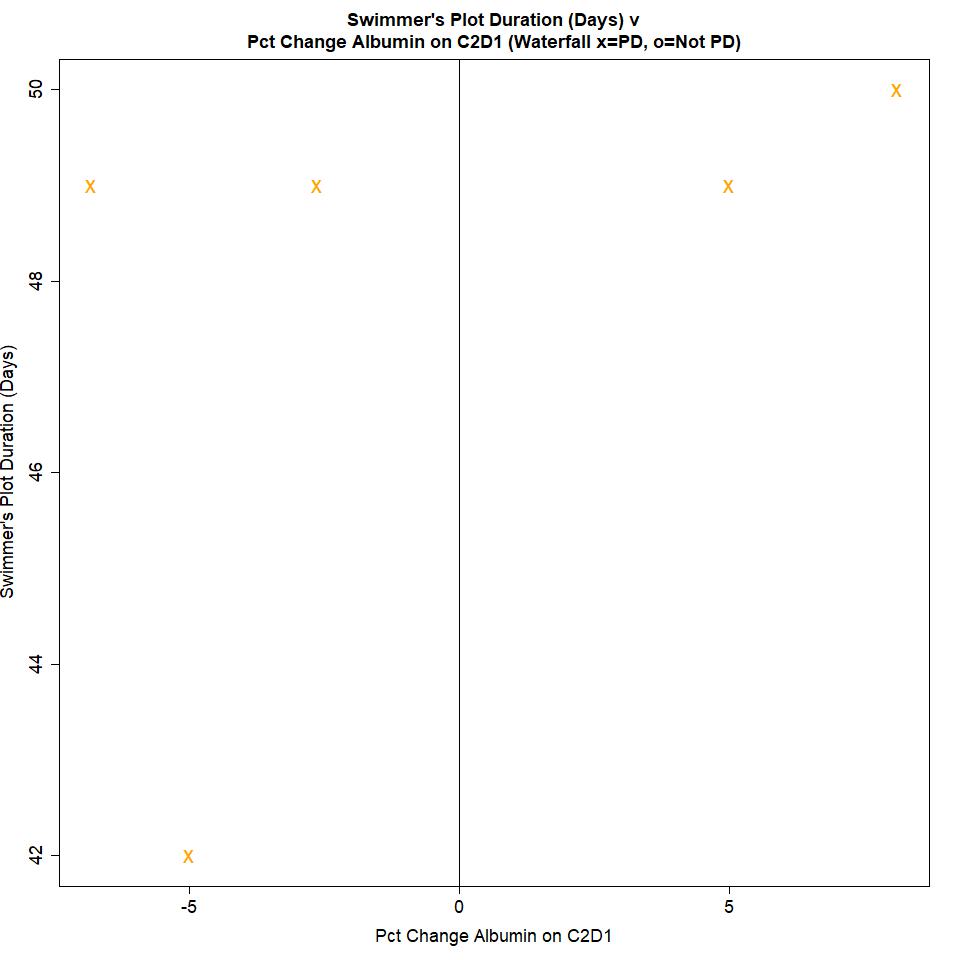 Swimmer's Plot Duration (Days) v
Pct Change Albumin on C2D1 (Waterfall x=PD, o=Not PD)
Swimmer's Plot Duration (Days)
50
48
46
44
42
X
X
X
X
X
-5
0
5
Pct Change Albumin on C2D1